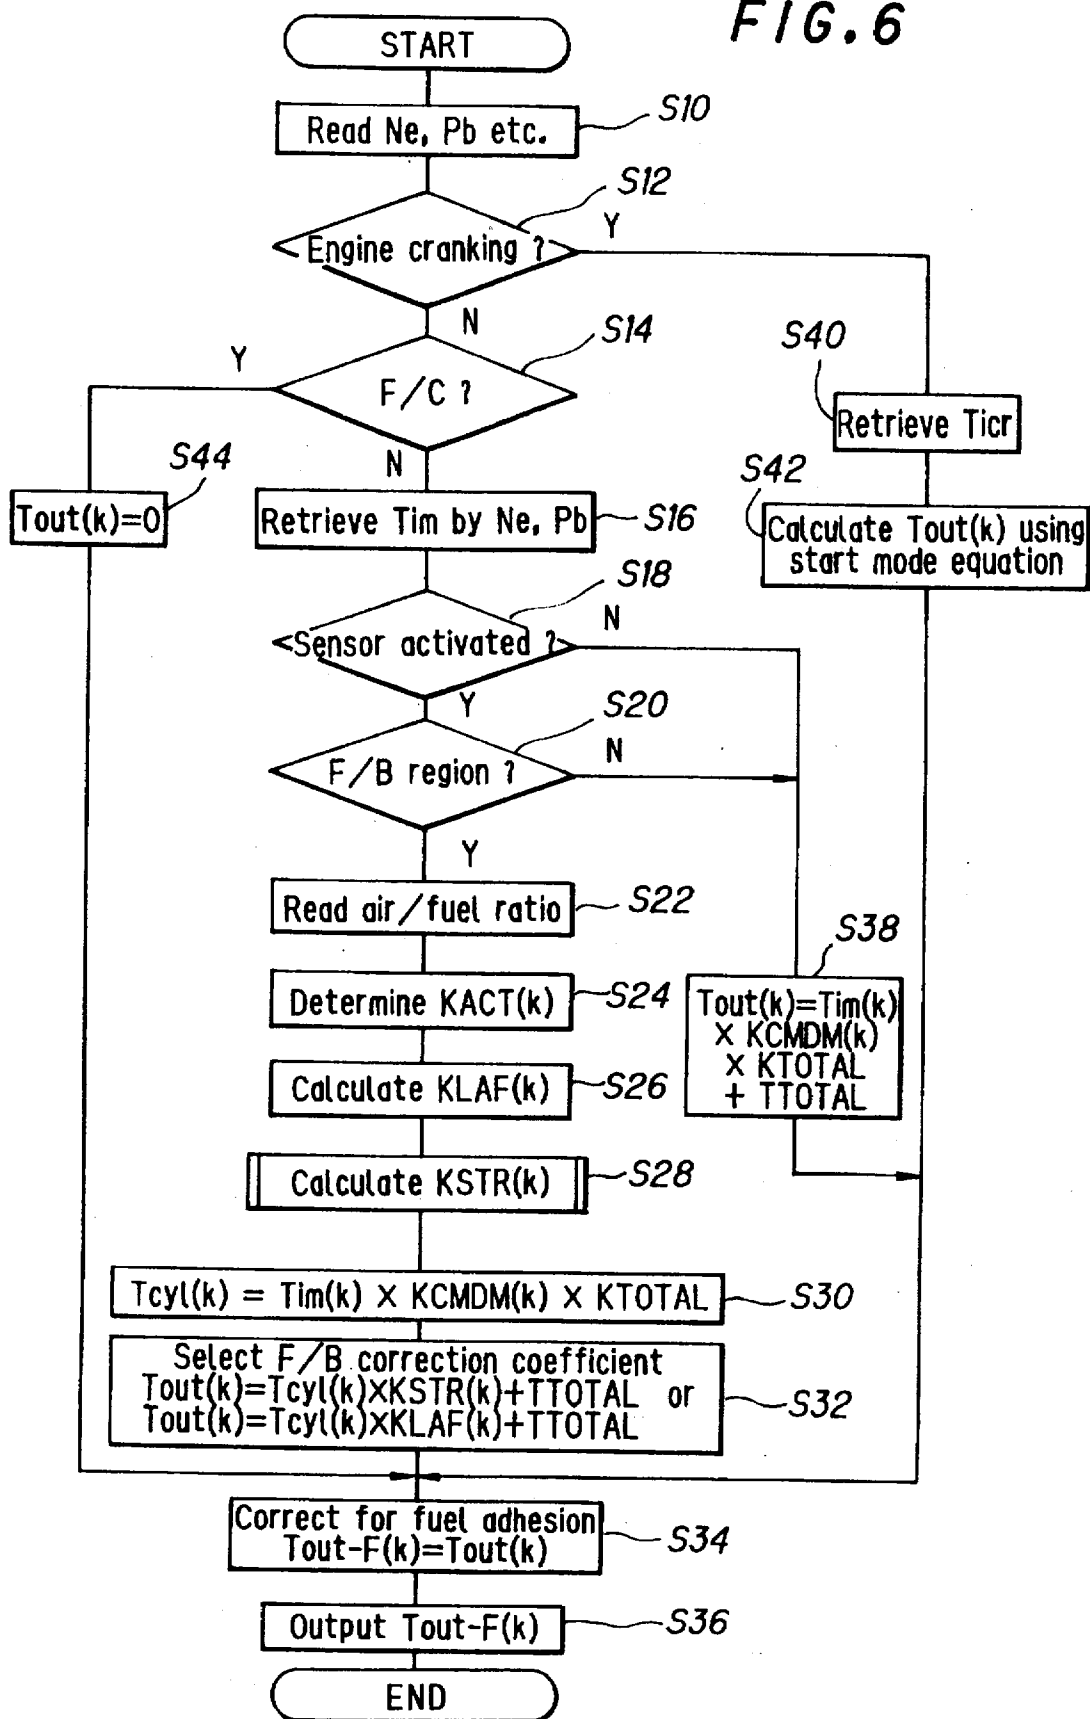 FIG.6
START
Read Ne, Pb etc.
S10
S12
Engine cranking ?
Y
N
S14
F/C ?
Y
N
S40
Retrieve Ticr
S42
Calculate Tout(k) using
start mode equation
S44
Tout(k)=0
Retrieve Tim by Ne, Pb
S16
S18
Sensor activated ?
N
Y
S20
F/B region ?
N
Y
Read air/fuel ratio
S22
Determine KACT(k)
S24
S38
Tout(k)=Tim(k)
× KCMDM(k)
× KTOTAL
+ TTOTAL
Calculate KLAF(k)
S26
Calculate KSTR(k)
S28
Tcyl(k) = Tim(k) × KCMDM(k) × KTOTAL
S30
Select F/B correction coefficient
Tout(k)=Tcyl(k)×KSTR(k)+TTOTAL or
Tout(k)=Tcyl(k)×KLAF(k)+TTOTAL
S32
Correct for fuel adhesion
Tout-F(k)=Tout(k)
S34
Output Tout-F(k)
S36
END